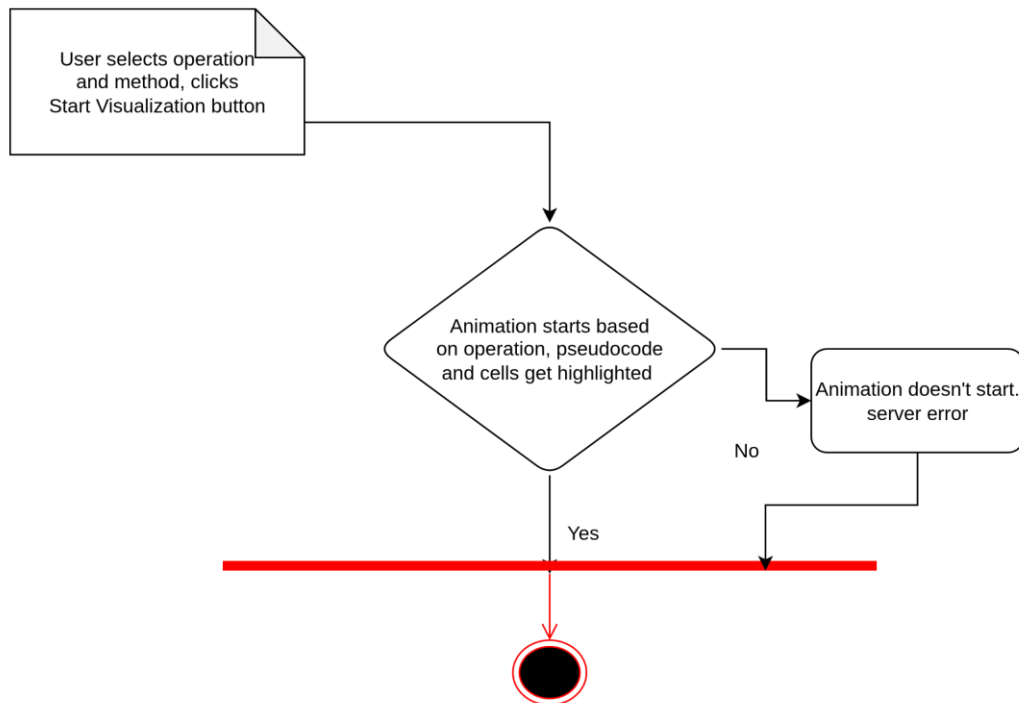 User selects operation
and method, clicks
Start Visualization button
Animation starts based
on operation, pseudocode
and cells get highlighted
Animation doesn't start.
server error
No
Yes